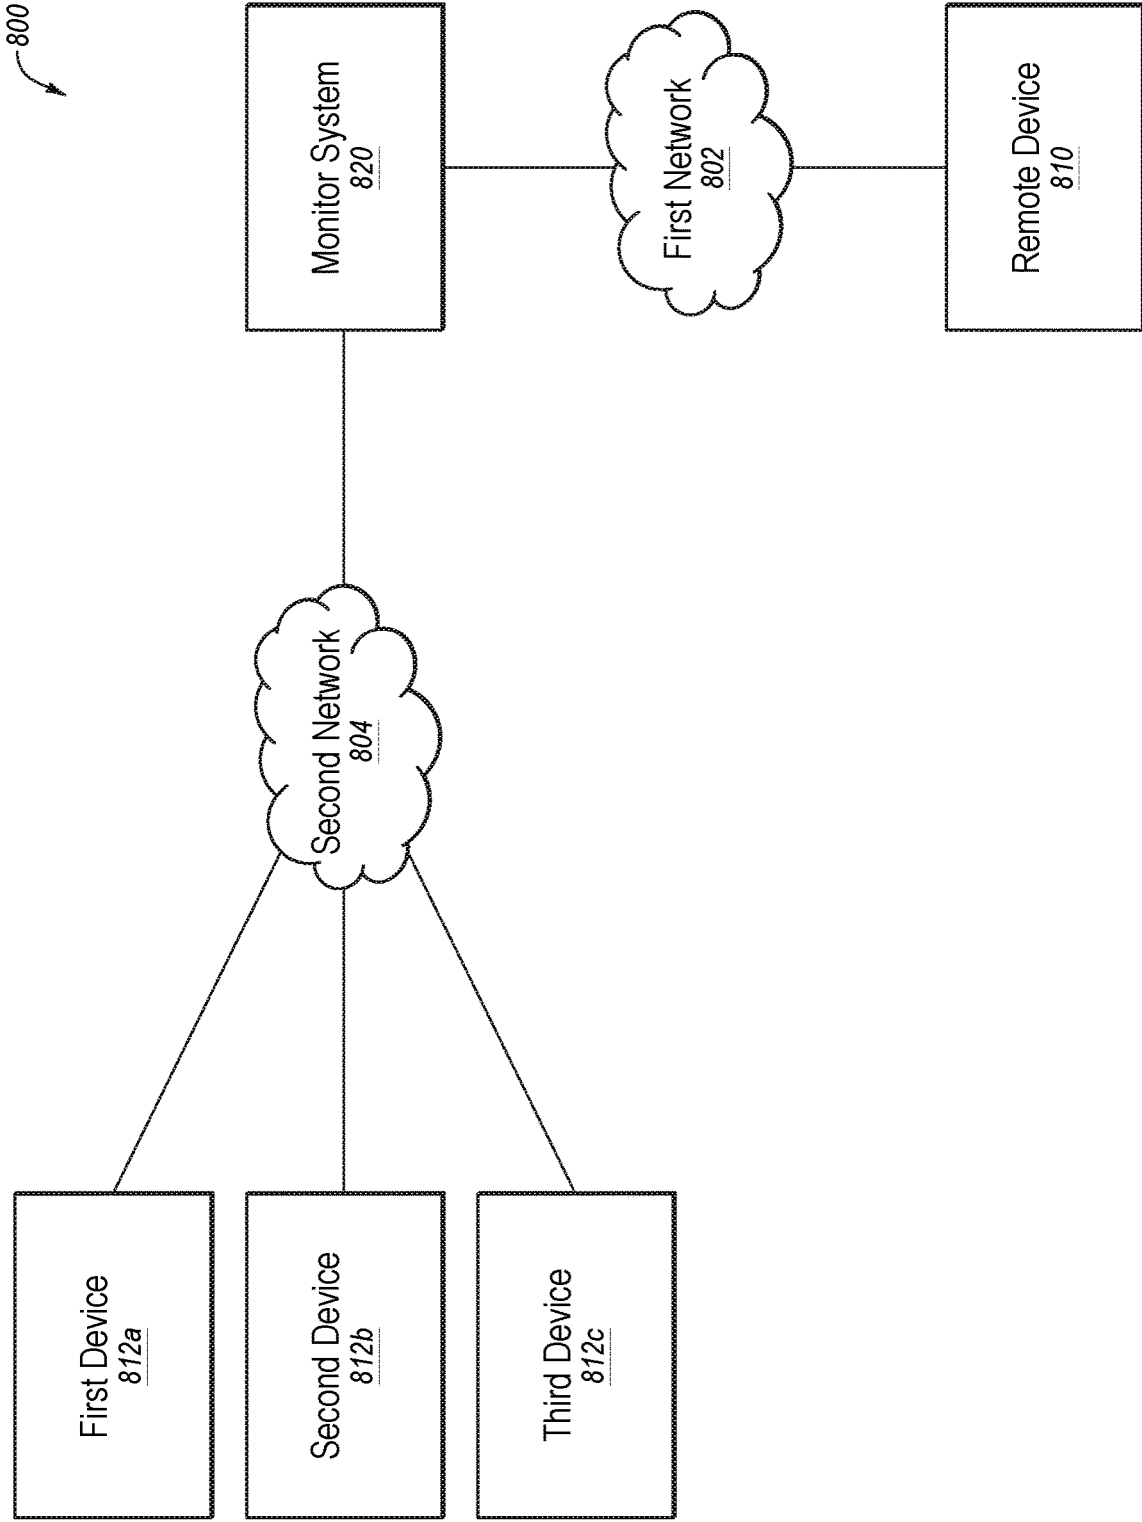 800
First Device
812a
Second Device
812b
Third Device
812c
Second Network
804
Monitor System
820
First Network
802
Remote Device
810